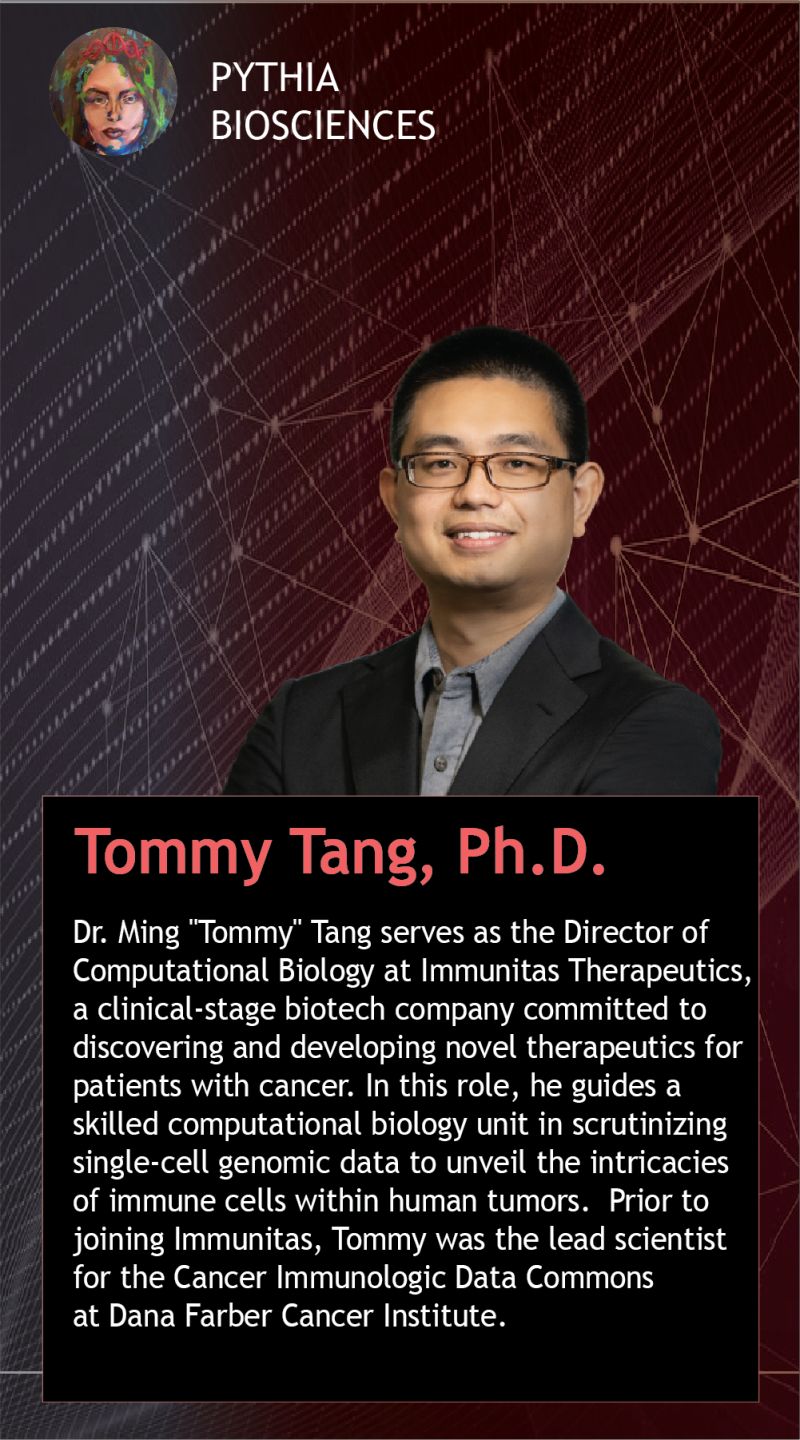 PYTHIA
BIOSCIENCES
Tommy Tang, Ph.D.
Dr. Ming "Tommy" Tang serves as the Director of
Computational Biology at Immunitas Therapeutics,
a clinical-stage biotech company committed to
discovering and developing novel therapeutics for
patients with cancer. In this role, he guides a
skilled computational biology unit in scrutinizing
single-cell genomic data to unveil the intricacies
of immune cells within human tumors.  Prior to
joining Immunitas, Tommy was the lead scientist
for the Cancer Immunologic Data Commons
at Dana Farber Cancer Institute.